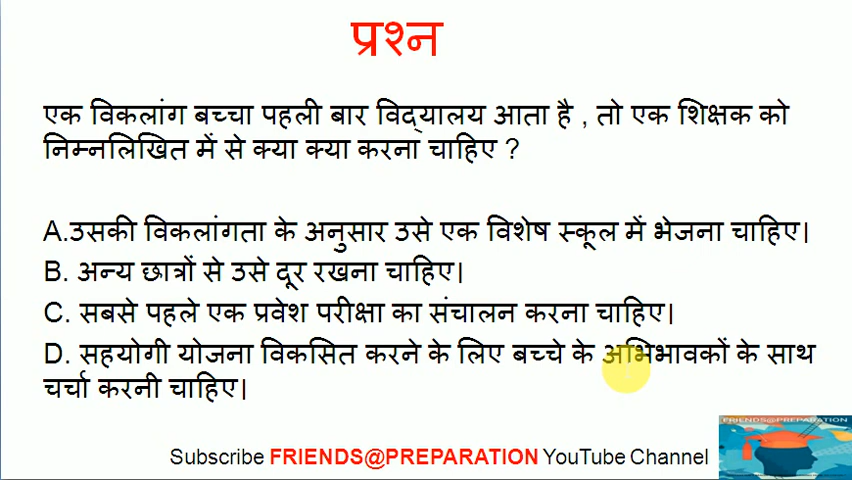 प्रश्न
एक विकलांग बच्चा पहली बार विद्यालय आता है , तो एक शिक्षक को
निम्नलिखित में से क्या क्या करना चाहिए ?
A.उसकी विकलांगता के अनुसार उसे एक विशेष स्कूल में भेजना चाहिए।
B. अन्य छात्रों से उसे दूर रखना चाहिए।
C. सबसे पहले एक प्रवेश परीक्षा का संचालन करना चाहिए।
D. सहयोगी योजना विकसित करने के लिए बच्चे के अभिभावकों के साथ
चर्चा करनी चाहिए।
FRIENDS@PREPARATION
Subscribe FRIENDS@PREPARATION YouTube Channel